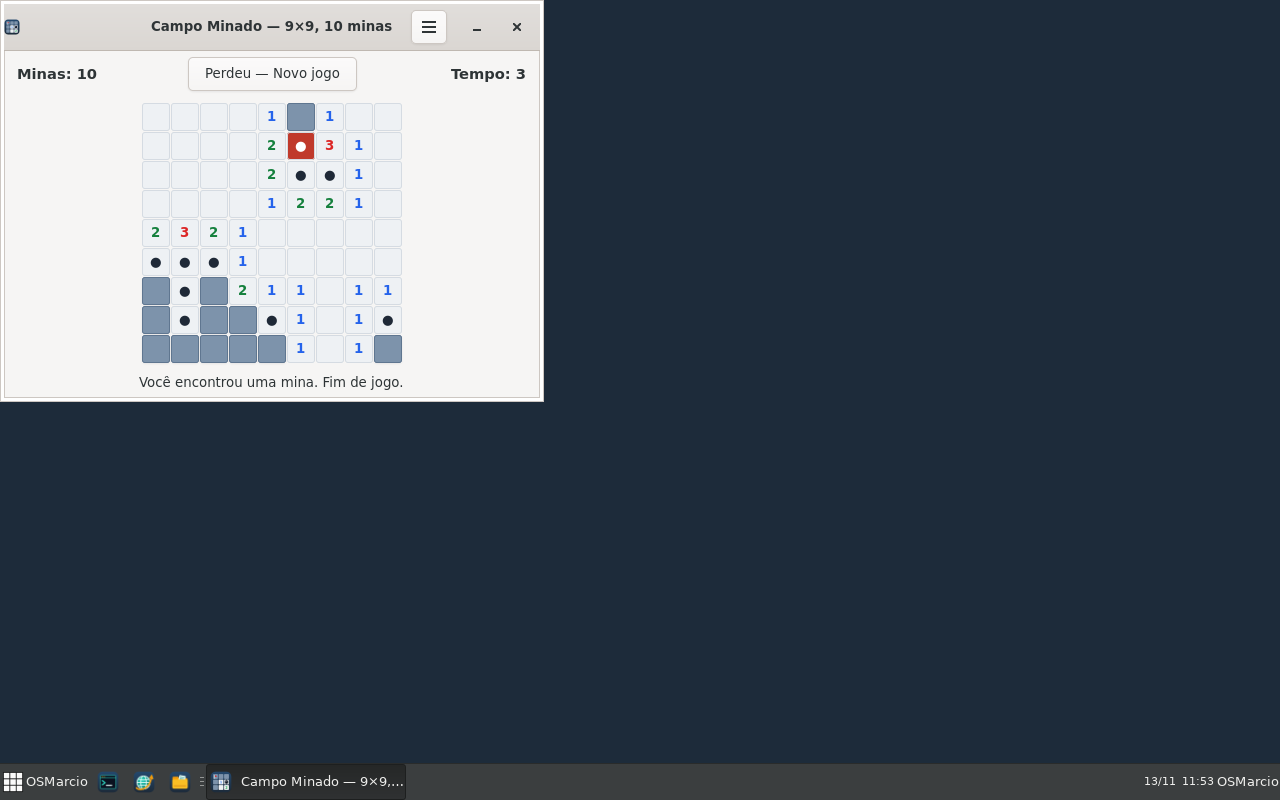 Campo Minado — 9×9, 10 minas
Minas: 10
Perdeu — Novo jogo
Tempo: 3
1 1
2 3 1
2 1
1 2 2 1
2 3 2 1
1
2 1 1 1 1
1 1
1 1
Você encontrou uma mina. Fim de jogo.
OSMarcio
Campo Minado — 9×9,...
13/11 11:53 OSMarcio